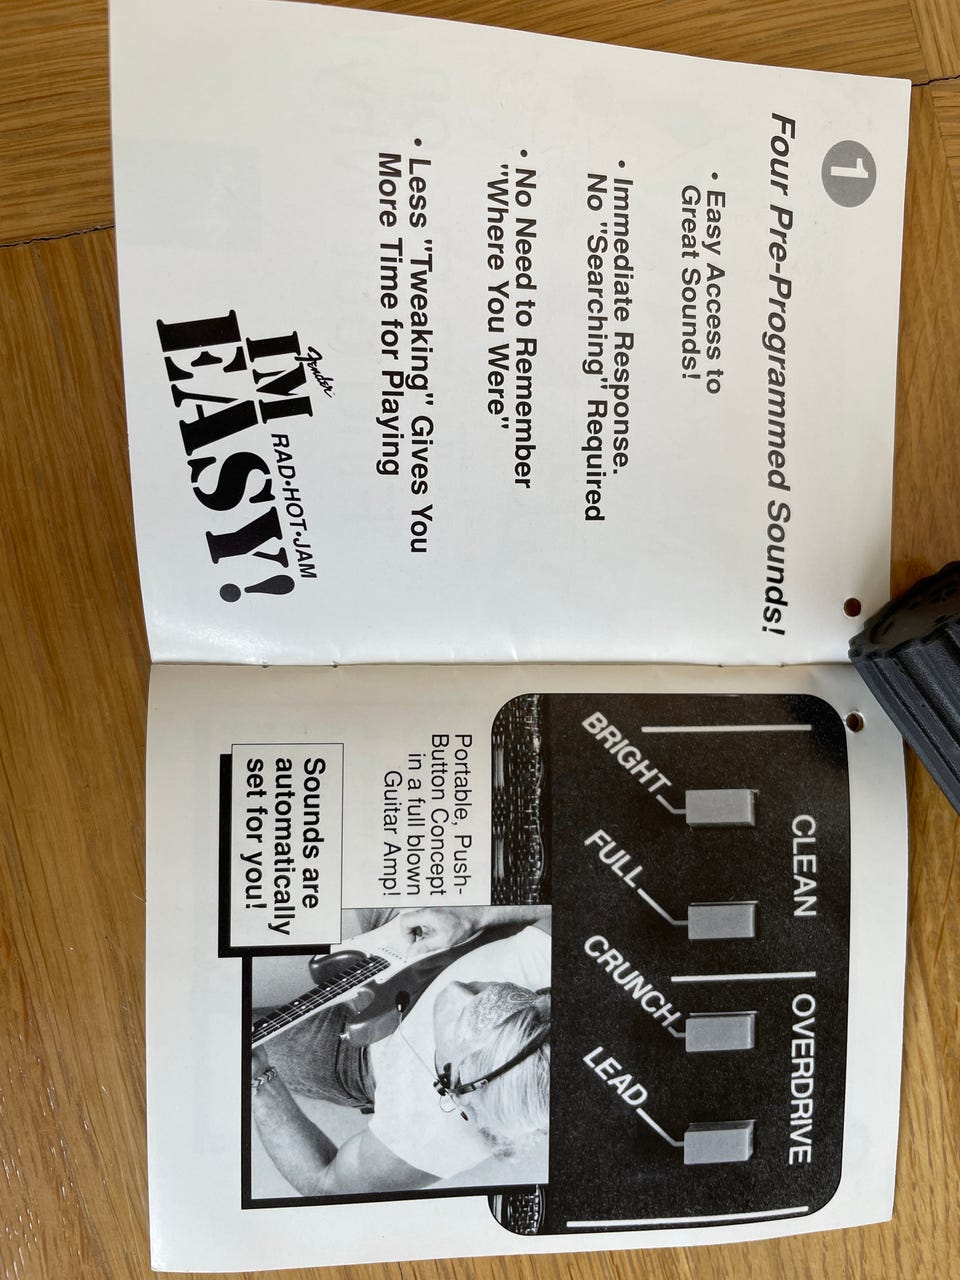 1
Four Pre-Programmed Sounds!
• Easy Access to
Great Sounds!
• Immediate Response.
No "Searching" Required
• No Need to Remember
"Where You Were"
• Less "Tweaking" Gives You
More Time for Playing
Fender
I'M
RAD•HOT•JAM
EASY!
CLEAN
OVERDRIVE
BRIGHT
FULL
CRUNCH
LEAD
Portable, Push-
Button Concept
in a full blown
Guitar Amp!
Sounds are
automatically
set for you!